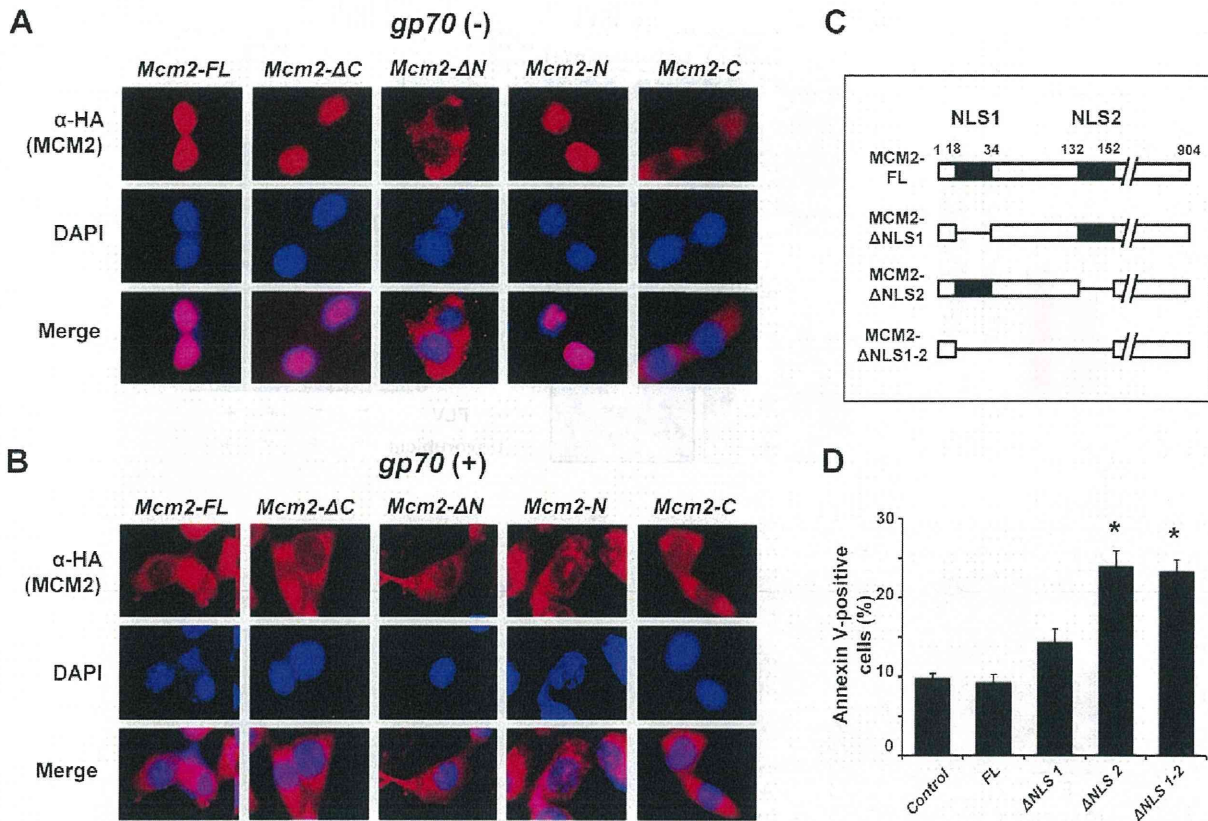 A
gp70 (-)
Mcm2-FL Mcm2-ΔC Mcm2-ΔN Mcm2-N Mcm2-C
α-HA
(MCM2)
DAPI
Merge
B
gp70 (+)
Mcm2-FL Mcm2-ΔC Mcm2-ΔN Mcm2-N Mcm2-C
α-HA
(MCM2)
DAPI
Merge
C
NLS1 NLS2
1 18 34 132 152 904
MCM2-
FL
MCM2-
ΔNLS1
MCM2-
ΔNLS2
MCM2-
ΔNLS1-2
D
Annexin V-positive
cells (%)
30
20
10
0
* *
Control FL ΔNLS 1 ΔNLS 2 ΔNLS 1-2